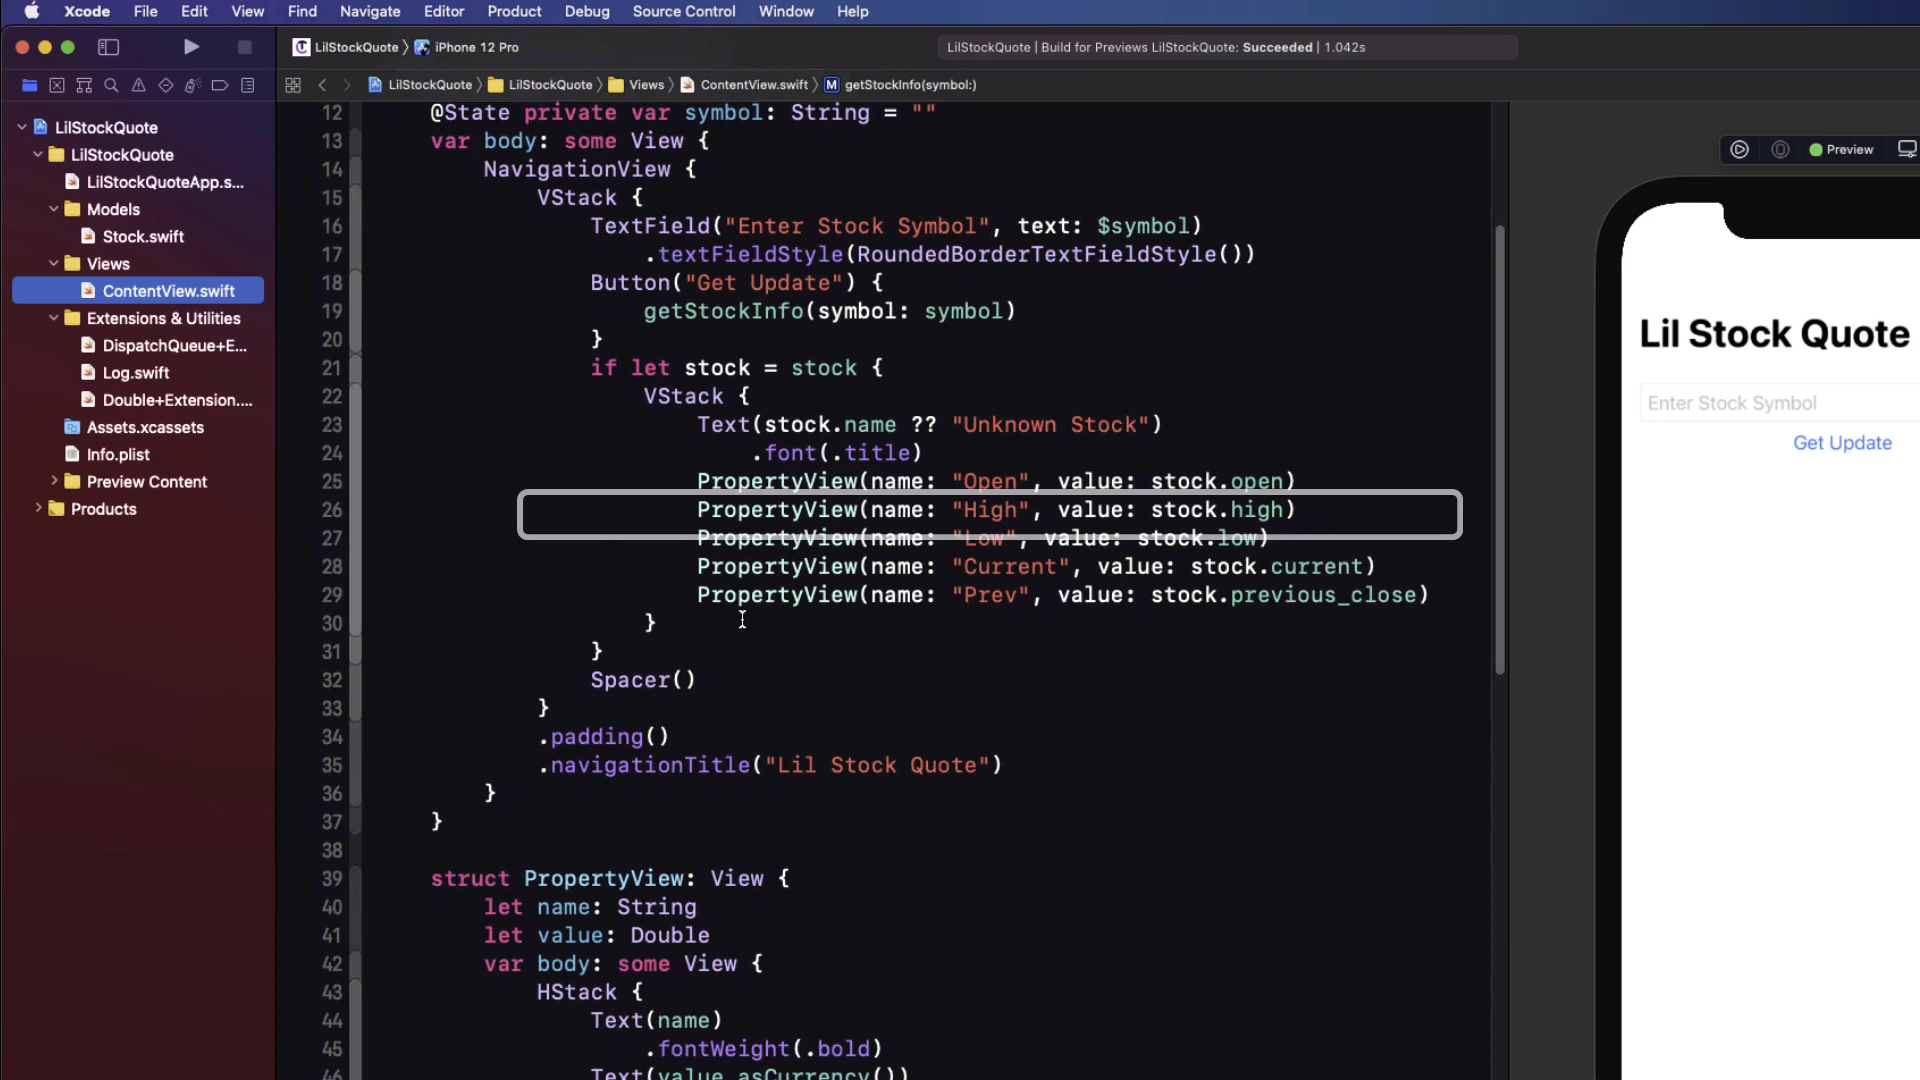 Xcode File Edit View Find Navigate Editor Product Debug Source Control Window Help
LilStockQuote 〉 iPhone 12 Pro
LilStockQuote | Build for Previews LilStockQuote: Succeeded | 1.042s
LilStockQuote 〉 LilStockQuote 〉 Views 〉 ContentView.swift 〉 M getStockInfo(symbol:)
LilStockQuote
LilStockQuote
LilStockQuoteApp.s...
Models
Stock.swift
Views
ContentView.swift
Extensions & Utilities
DispatchQueue+E...
Log.swift
Double+Extension....
Assets.xcassets
Info.plist
Preview Content
Products
12 @State private var symbol: String = ""
13 var body: some View {
14 NavigationView {
15 VStack {
16 TextField("Enter Stock Symbol", text: $symbol)
17 .textFieldStyle(RoundedBorderTextFieldStyle())
18 Button("Get Update") {
19 getStockInfo(symbol: symbol)
20 }
21 if let stock = stock {
22 VStack {
23 Text(stock.name ?? "Unknown Stock")
24 .font(.title)
25 PropertyView(name: "Open", value: stock.open)
26 PropertyView(name: "High", value: stock.high)
27 PropertyView(name: "Low", value: stock.low)
28 PropertyView(name: "Current", value: stock.current)
29 PropertyView(name: "Prev", value: stock.previous_close)
30 }
31 }
32 Spacer()
33 }
34 .padding()
35 .navigationTitle("Lil Stock Quote")
36 }
37 }
38
39 struct PropertyView: View {
40 let name: String
41 let value: Double
42 var body: some View {
43 HStack {
44 Text(name)
45 .fontWeight(.bold)
46 Text(value.asCurrency())
Preview
Lil Stock Quote
Enter Stock Symbol
Get Update